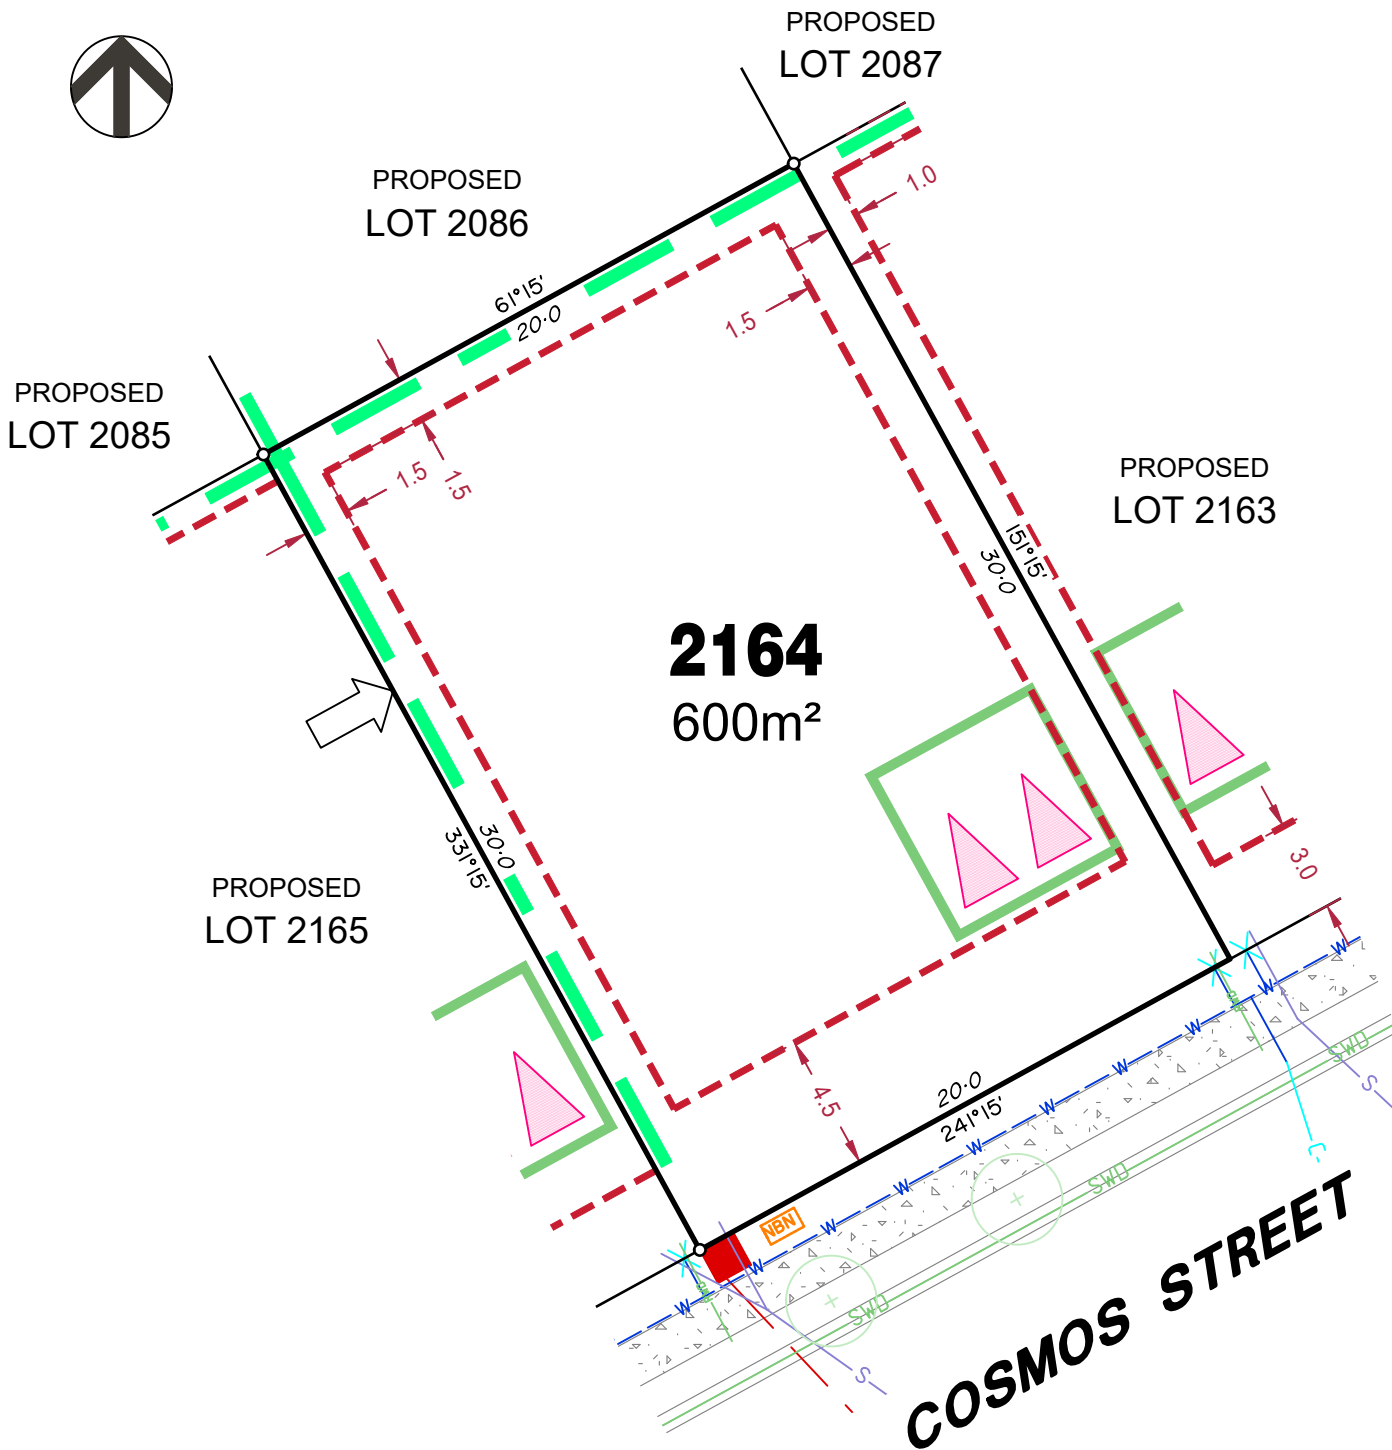 PROPOSED
LOT 2087
PROPOSED
LOT 2086
1.0
61°15'
20·0
1.5
PROPOSED
LOT 2085
1.5
1.5
PROPOSED
LOT 2163
151°15'
30·0
2164
600m²
30·0
331°15'
PROPOSED
LOT 2165
3.0
4.5
20·0
241°15'
W
W
W
W
W
W
W
W
W
W
SWD
SWD
SWD
S
S
C
NBN
COSMOS STREET